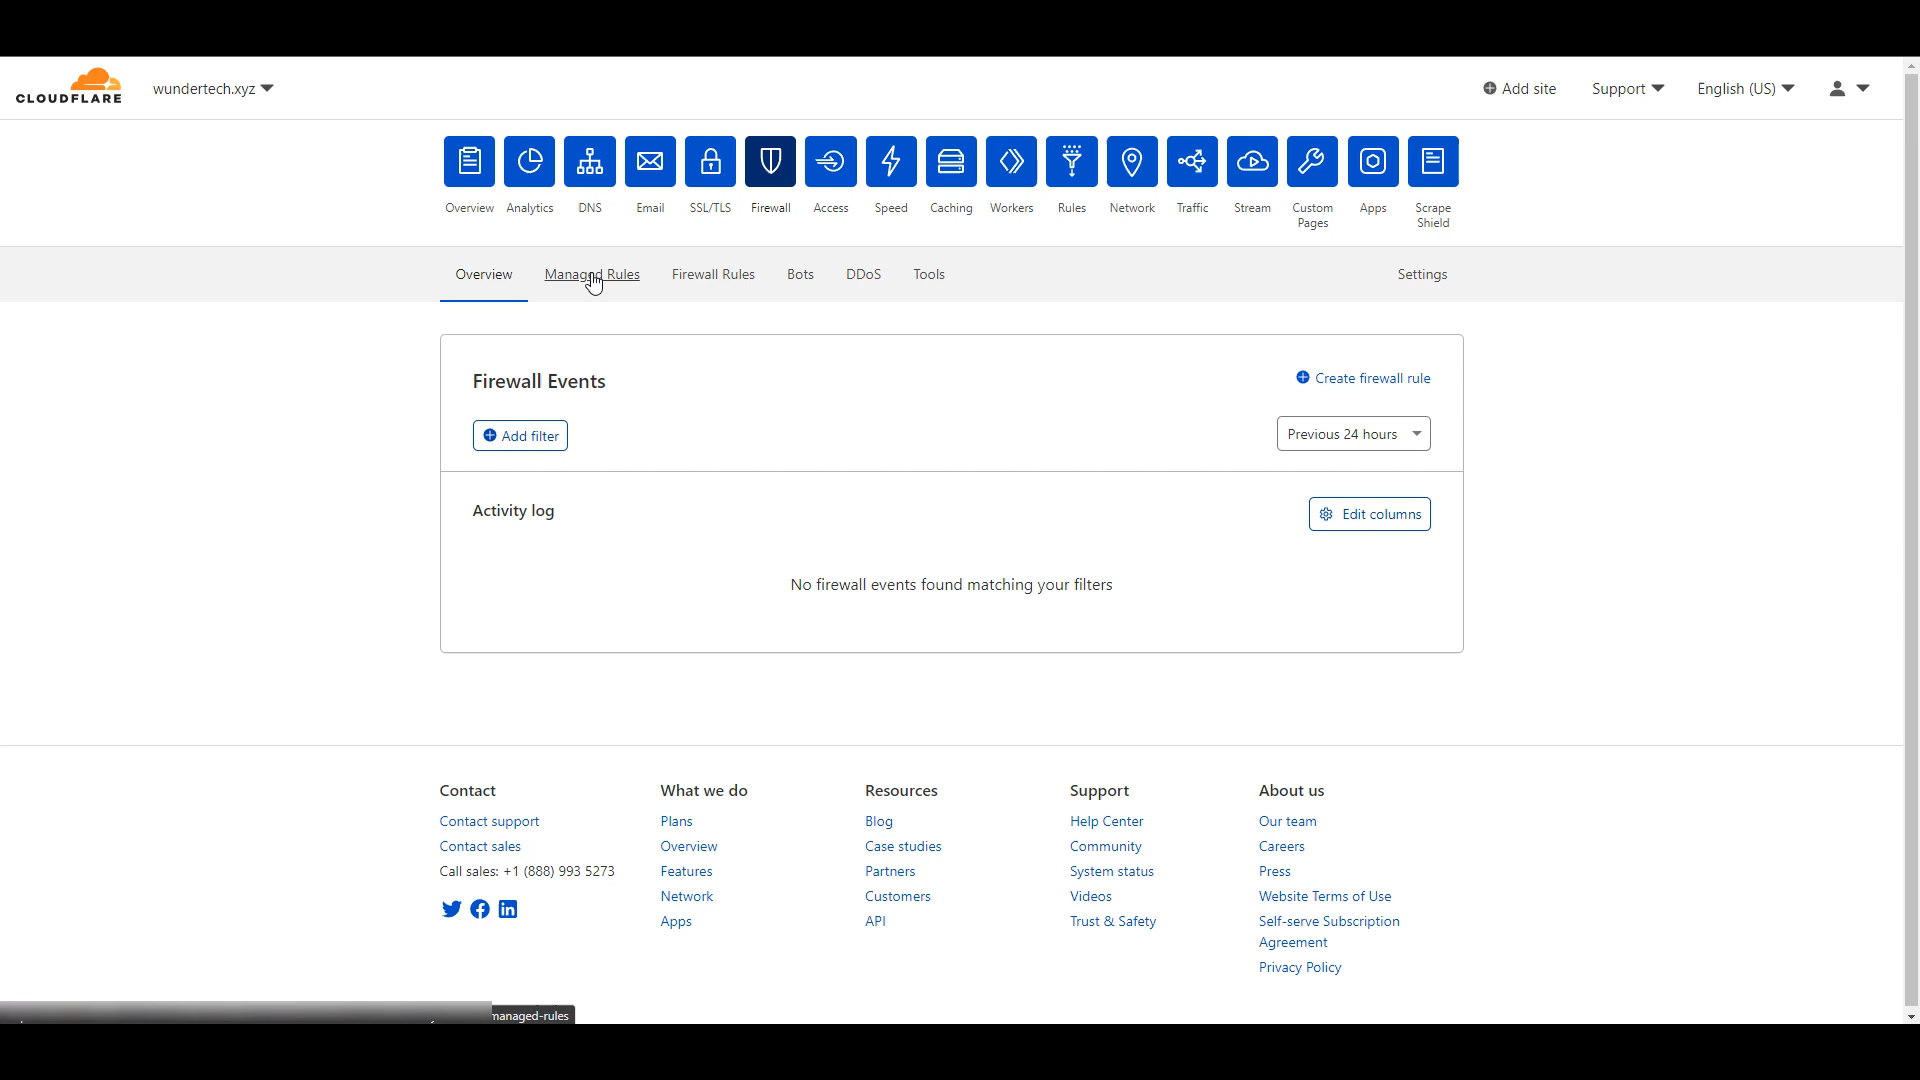 CLOUDFLARE
wundertech.xyz
Add site
Support
English (US)
Overview
Analytics
DNS
Email
SSL/TLS
Firewall
Access
Speed
Caching
Workers
Rules
Network
Traffic
Stream
Custom
Pages
Apps
Scrape
Shield
Overview
Managed Rules
Firewall Rules
Bots
DDoS
Tools
Settings
Firewall Events
Create firewall rule
Add filter
Previous 24 hours
Activity log
Edit columns
No firewall events found matching your filters
Contact
Contact support
Contact sales
Call sales: +1 (888) 993 5273
What we do
Plans
Overview
Features
Network
Apps
Resources
Blog
Case studies
Partners
Customers
API
Support
Help Center
Community
System status
Videos
Trust & Safety
About us
Our team
Careers
Press
Website Terms of Use
Self-serve Subscription
Agreement
Privacy Policy
managed-rules